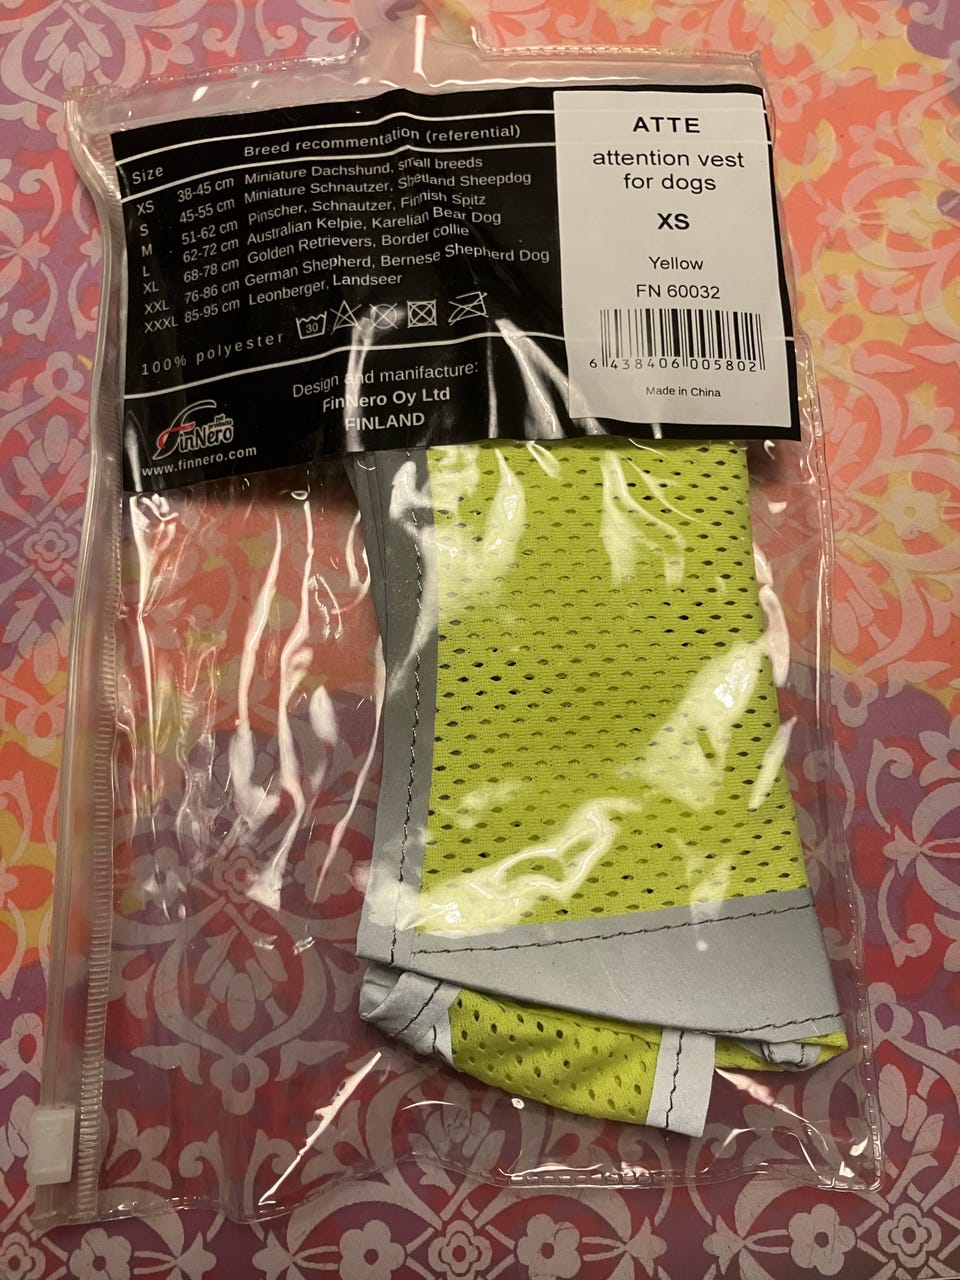 Size Breed recommentation (referential)
XS 38-45 cm Miniature Dachshund, small breeds
S 45-55 cm Miniature Schnautzer, Shetland Sheepdog
M 51-62 cm Pinscher, Schnautzer, Finnish Spitz
L 62-72 cm Australian Kelpie, Karelian Bear Dog
XL 68-78 cm Golden Retrievers, Border collie
XXL 76-86 cm German Shepherd, Bernese Shepherd Dog
XXXL 85-95 cm Leonberger, Landseer
30
100% polyester
Design and manifacture:
FinNero Oy Ltd
FINLAND
FinNero
www.finnero.com
ATTE
attention vest
for dogs
XS
Yellow
FN 60032
6 438406 005802
Made in China